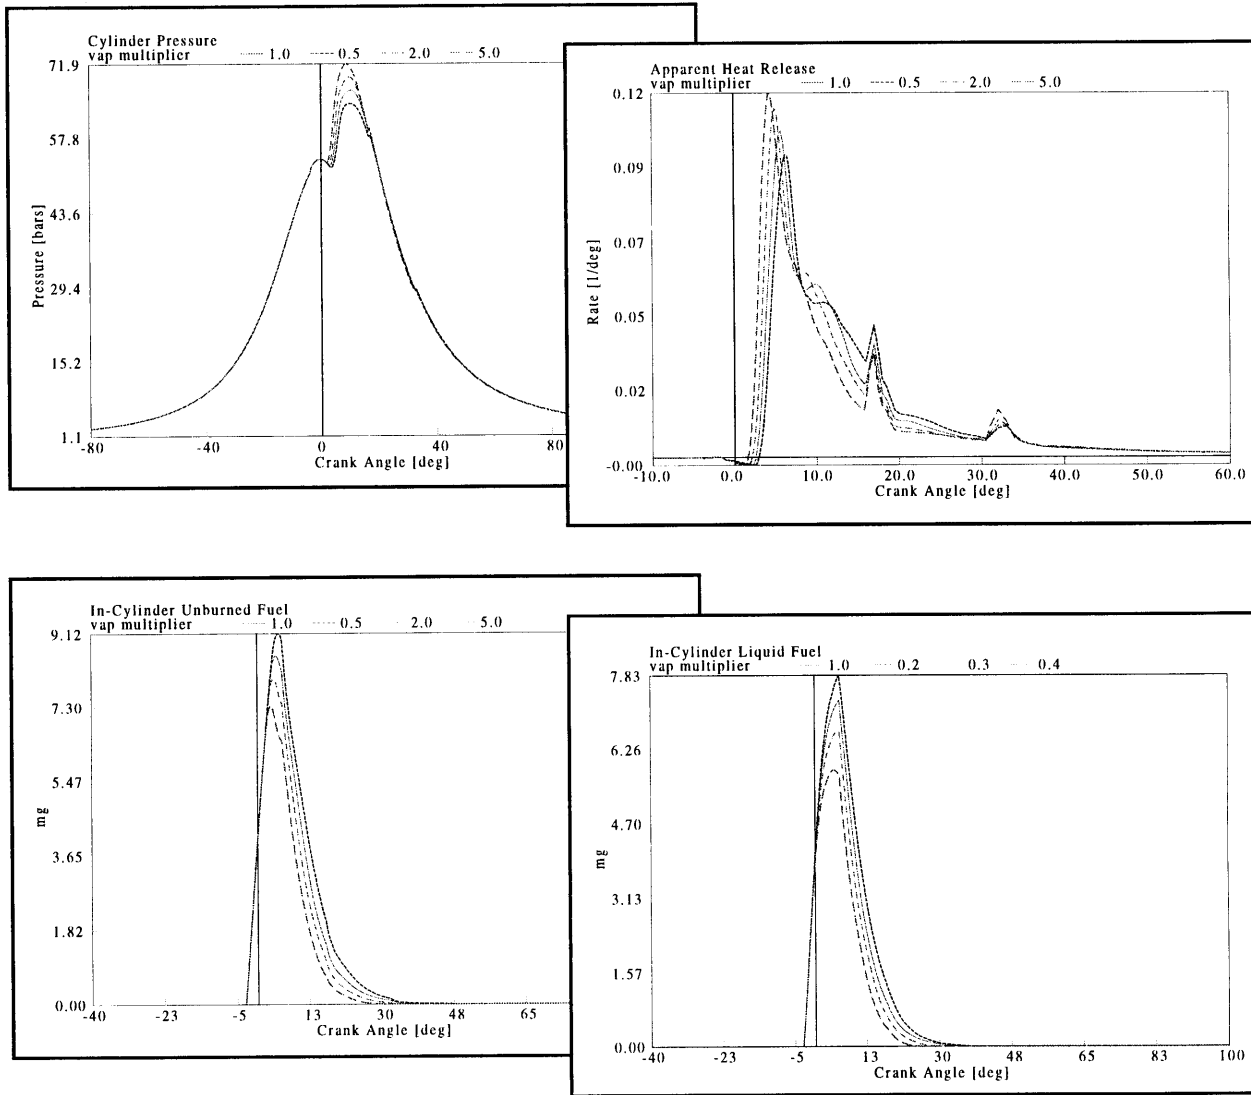 Cylinder Pressure
vap multiplier 1.0 0.5 2.0 5.0
71.9
57.8
43.6
29.4
15.2
1.1
Pressure [bars]
-80 -40 0 40 80
Crank Angle [deg]
Apparent Heat Release
vap multiplier 1.0 0.5 2.0 5.0
0.12
0.09
0.07
0.05
0.02
-0.00
Rate [1/deg]
-10.0 0.0 10.0 20.0 30.0 40.0 50.0 60.0
Crank Angle [deg]
In-Cylinder Unburned Fuel
vap multiplier 1.0 0.5 2.0 5.0
9.12
7.30
5.47
3.65
1.82
0.00
mg
-40 -23 -5 13 30 48 65
Crank Angle [deg]
In-Cylinder Liquid Fuel
vap multiplier 1.0 0.2 0.3 0.4
7.83
6.26
4.70
3.13
1.57
0.00
mg
-40 -23 -5 13 30 48 65 83 100
Crank Angle [deg]